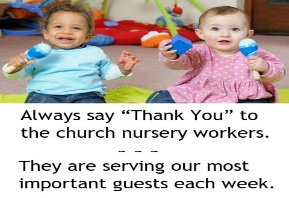 Always say “Thank You” to
the church nursery workers.
- - -
They are serving our most
important guests each week.